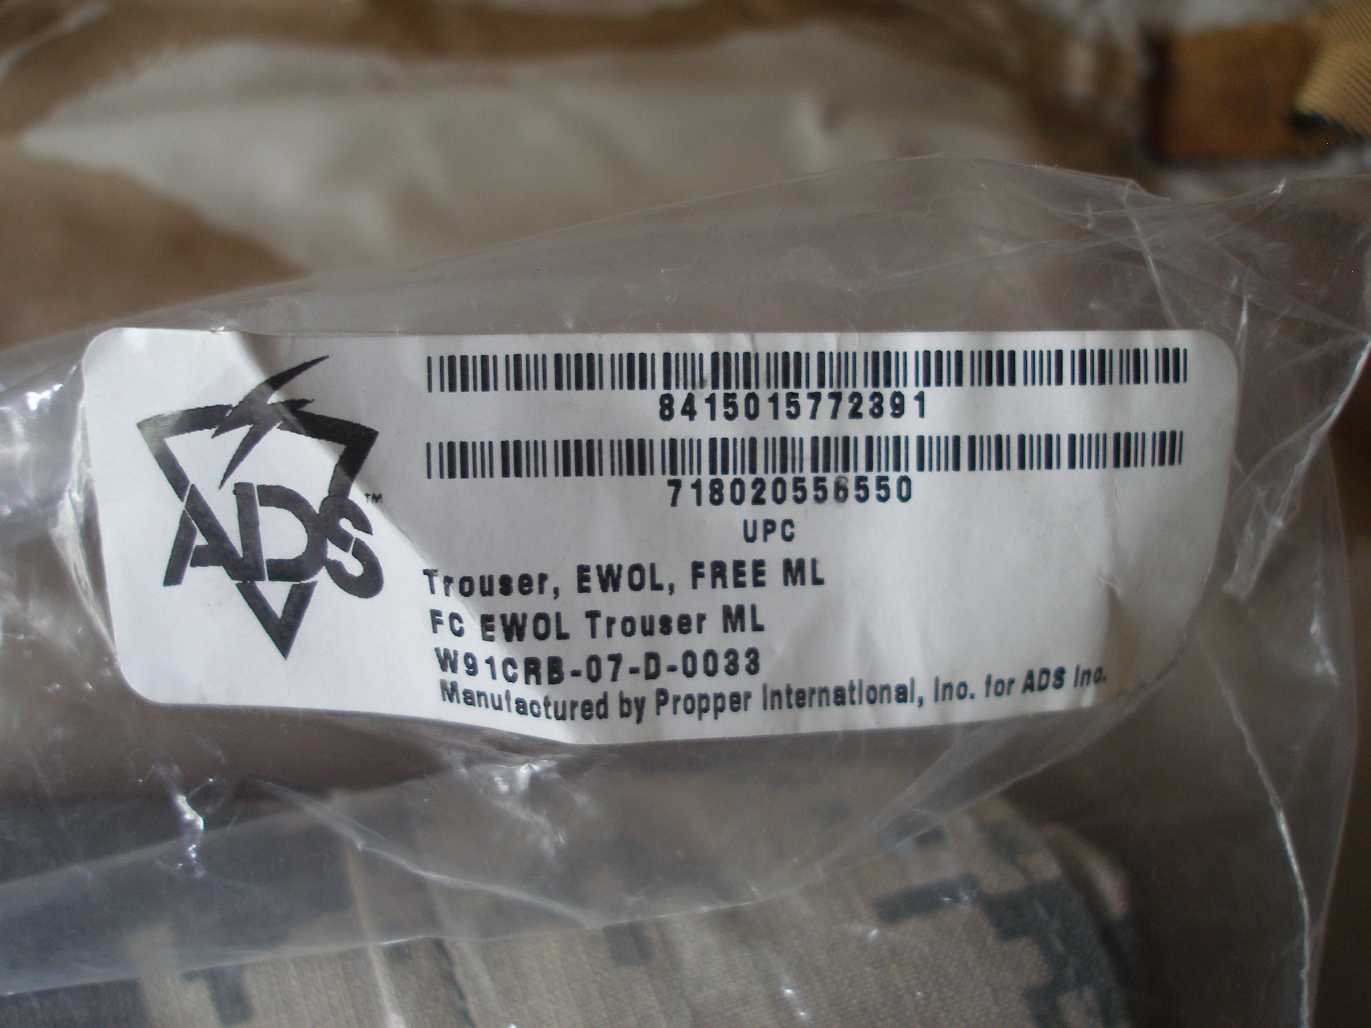 ADS™
8415015772391
718020556550
UPC
Trouser, EWOL, FREE ML
FC EWOL Trouser ML
W91CRB-07-D-0033
Manufactured by Propper International, Inc. for ADS Inc.